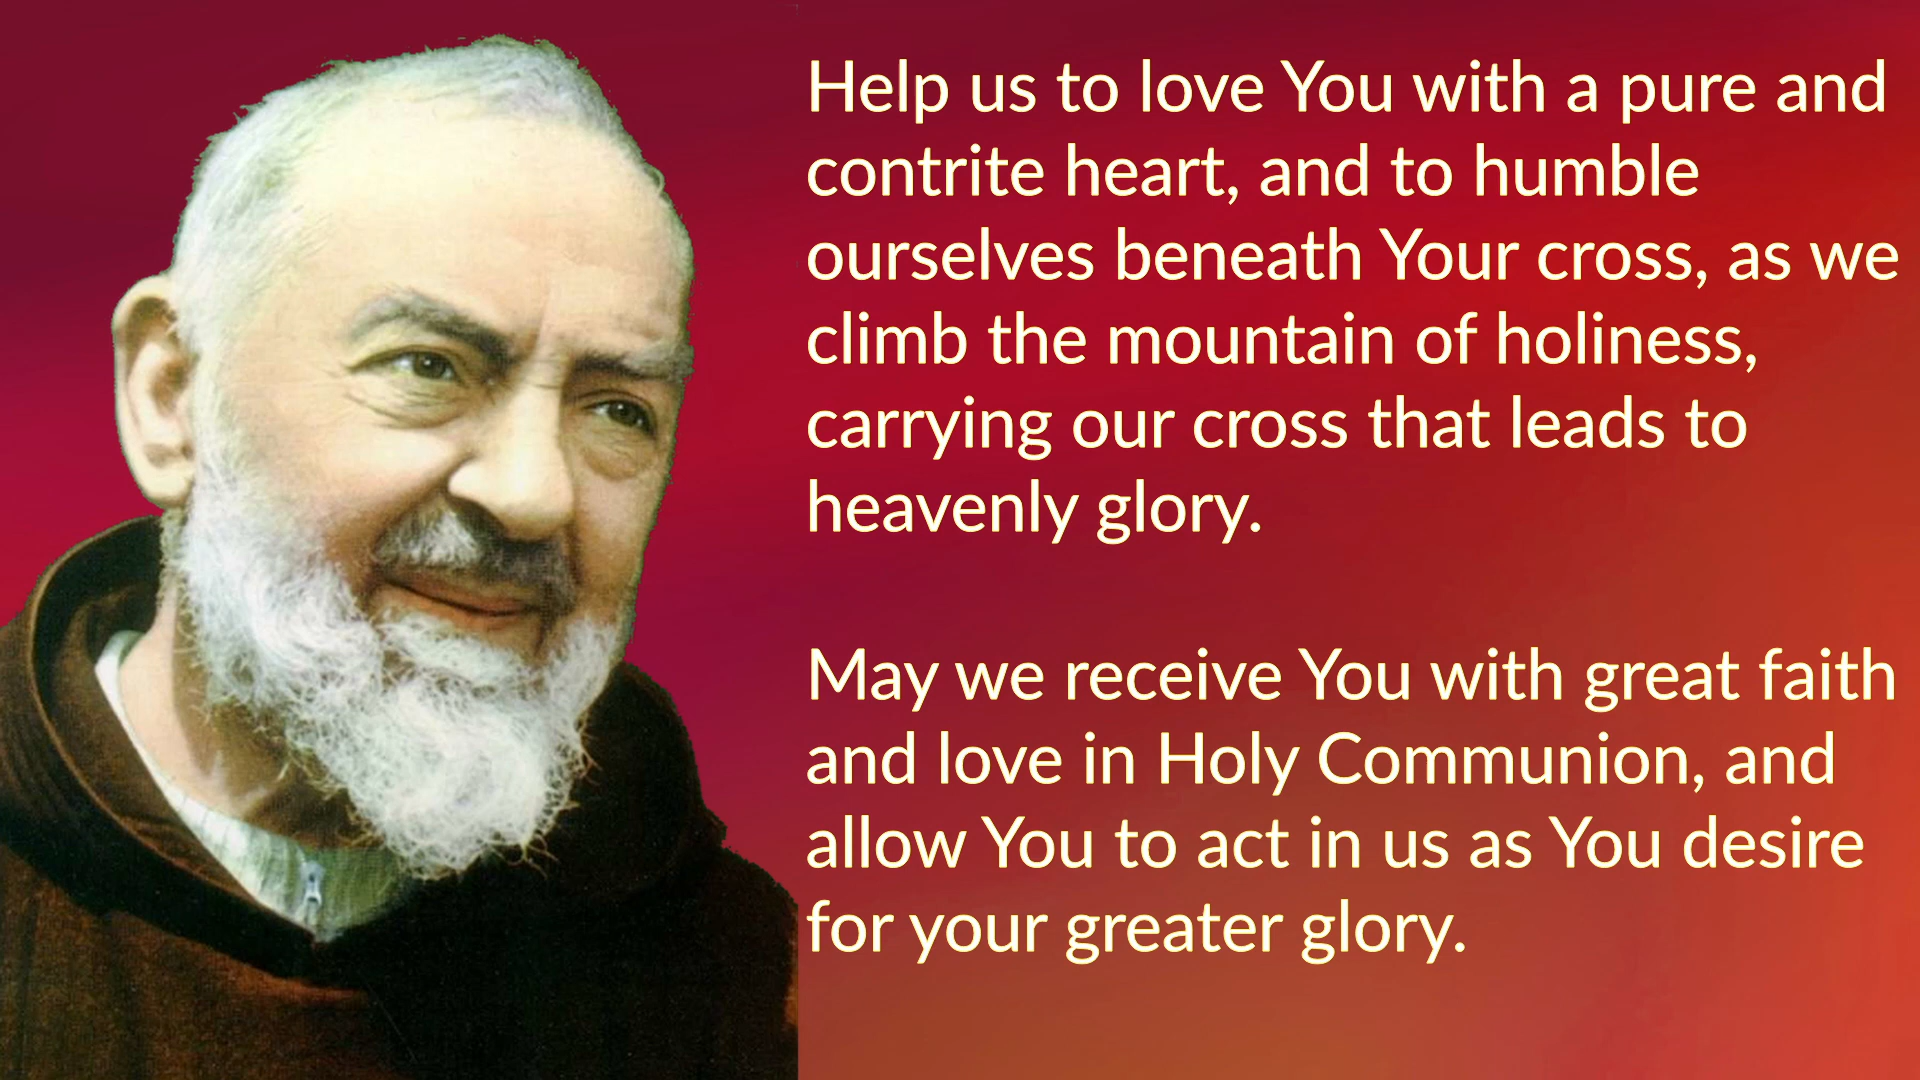 Help us to love You with a pure and
contrite heart, and to humble
ourselves beneath Your cross, as we
climb the mountain of holiness,
carrying our cross that leads to
heavenly glory.
May we receive You with great faith
and love in Holy Communion, and
allow You to act in us as You desire
for your greater glory.